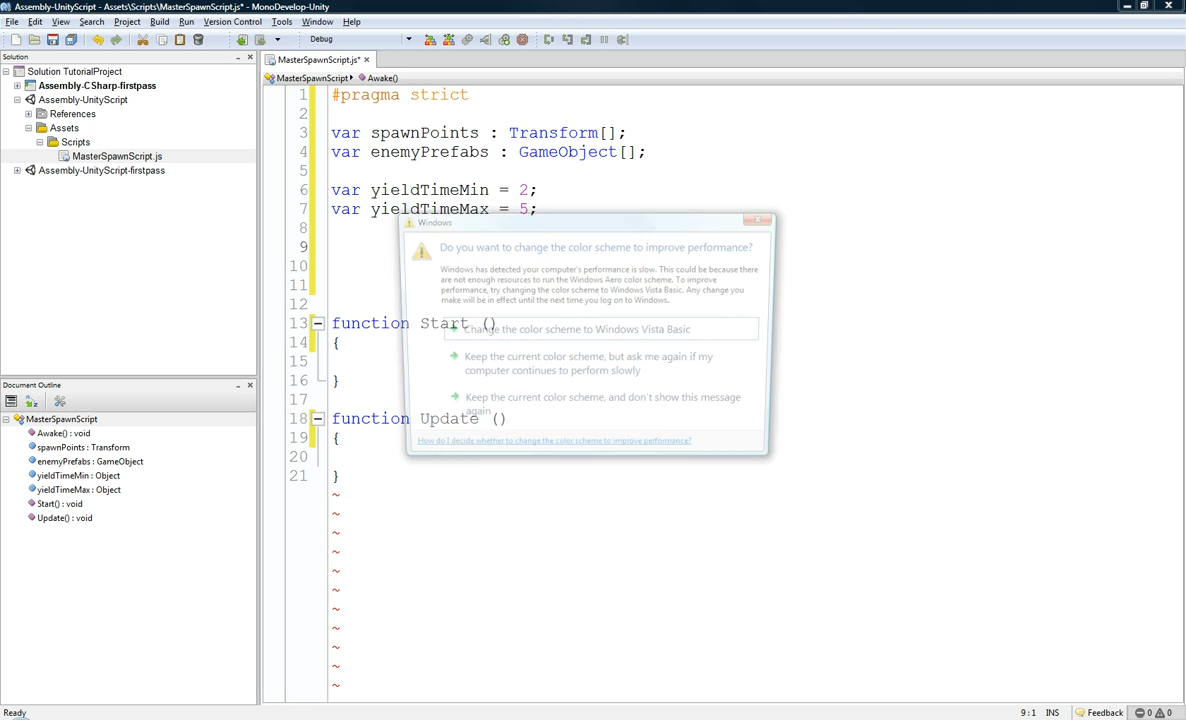 Assembly-UnityScript - Assets\Scripts\MasterSpawnScript.js* - MonoDevelop-Unity
File Edit View Search Project Build Run Version Control Tools Window Help
Debug
Solution
Solution TutorialProject
Assembly-CSharp-firstpass
Assembly-UnityScript
References
Assets
Scripts
MasterSpawnScript.js
Assembly-UnityScript-firstpass
Document Outline
MasterSpawnScript
Awake() : void
spawnPoints : Transform
enemyPrefabs : GameObject
yieldTimeMin : Object
yieldTimeMax : Object
Start() : void
Update() : void
MasterSpawnScript.js*
MasterSpawnScript Awake()
1 #pragma strict
2
3 var spawnPoints : Transform[];
4 var enemyPrefabs : GameObject[];
5
6 var yieldTimeMin = 2;
7 var yieldTimeMax = 5;
8
9
10
11
12
13 function Start ()
14 {
15
16 }
17
18 function Update ()
19 {
20
21 }
~
~
~
~
~
~
~
~
~
~
~
Windows
Do you want to change the color scheme to improve performance?
Windows has detected your computer's performance is slow. This could be because there
are not enough resources to run the Windows Aero color scheme. To improve
performance, try changing the color scheme to Windows Vista Basic. Any change you
make will be in effect until the next time you log on to Windows.
Change the color scheme to Windows Vista Basic
Keep the current color scheme, but ask me again if my
computer continues to perform slowly
Keep the current color scheme, and don't show this message
again
How do I decide whether to change the color scheme to improve performance?
Ready
9 : 1 INS Feedback 0 0